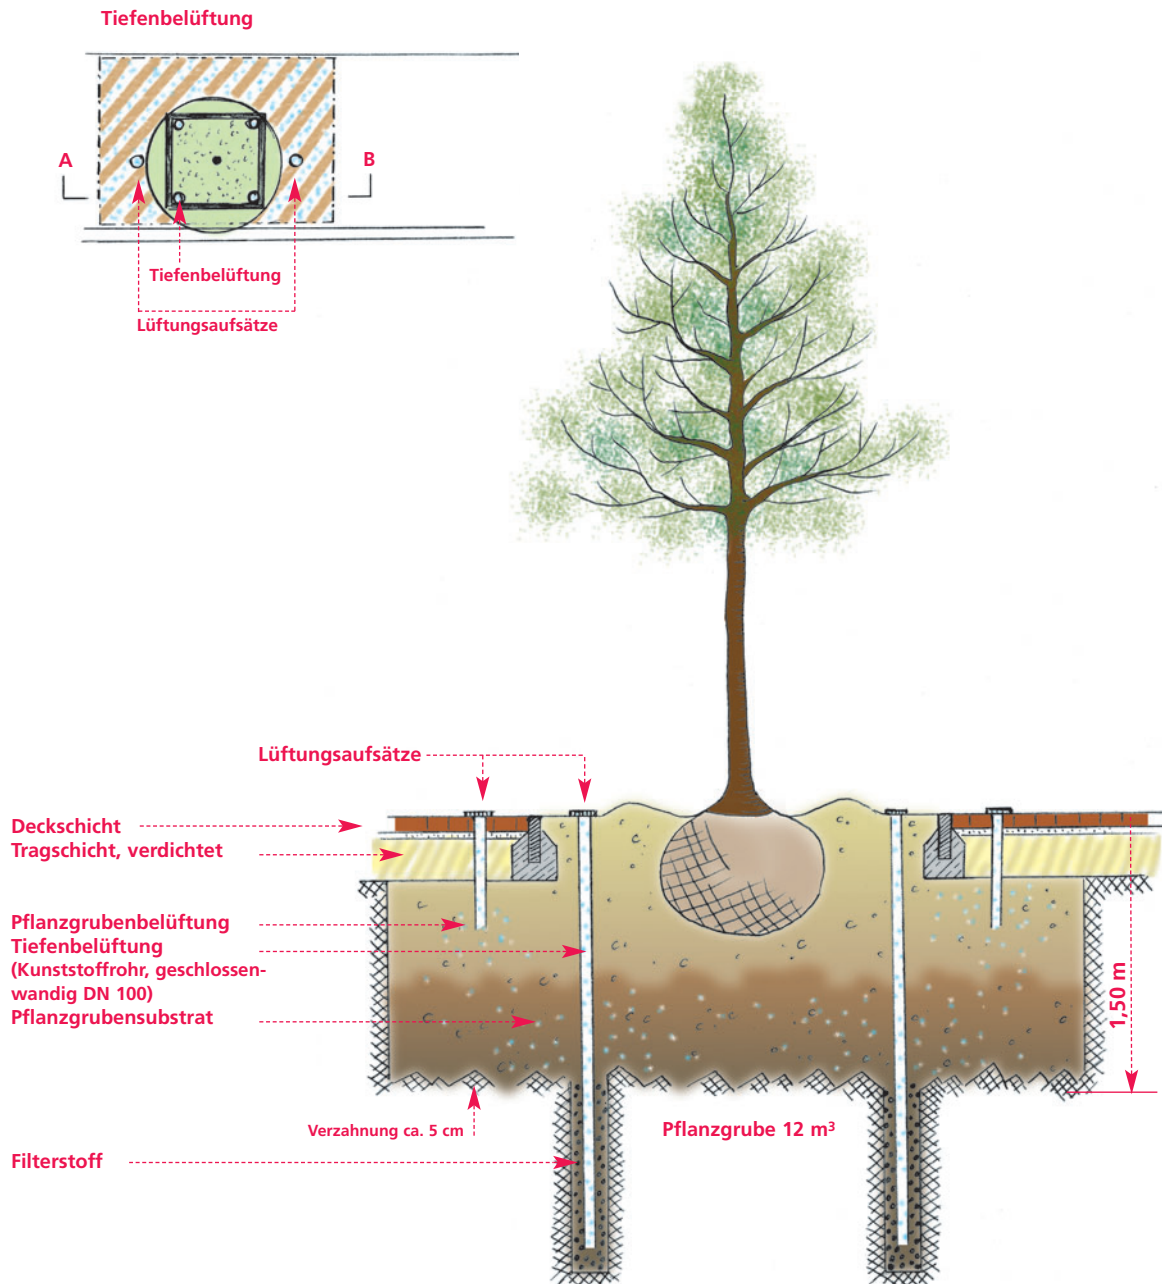 Tiefenbelüftung
A
B
Tiefenbelüftung
Lüftungsaufsätze
Lüftungsaufsätze
Deckschicht
Tragschicht, verdichtet
Pflanzgrubenbelüftung
Tiefenbelüftung
(Kunststoffrohr, geschlossen-
wandig DN 100)
Pflanzgrubensubstrat
1,50 m
Verzahnung ca. 5 cm
Pflanzgrube 12 m³
Filterstoff